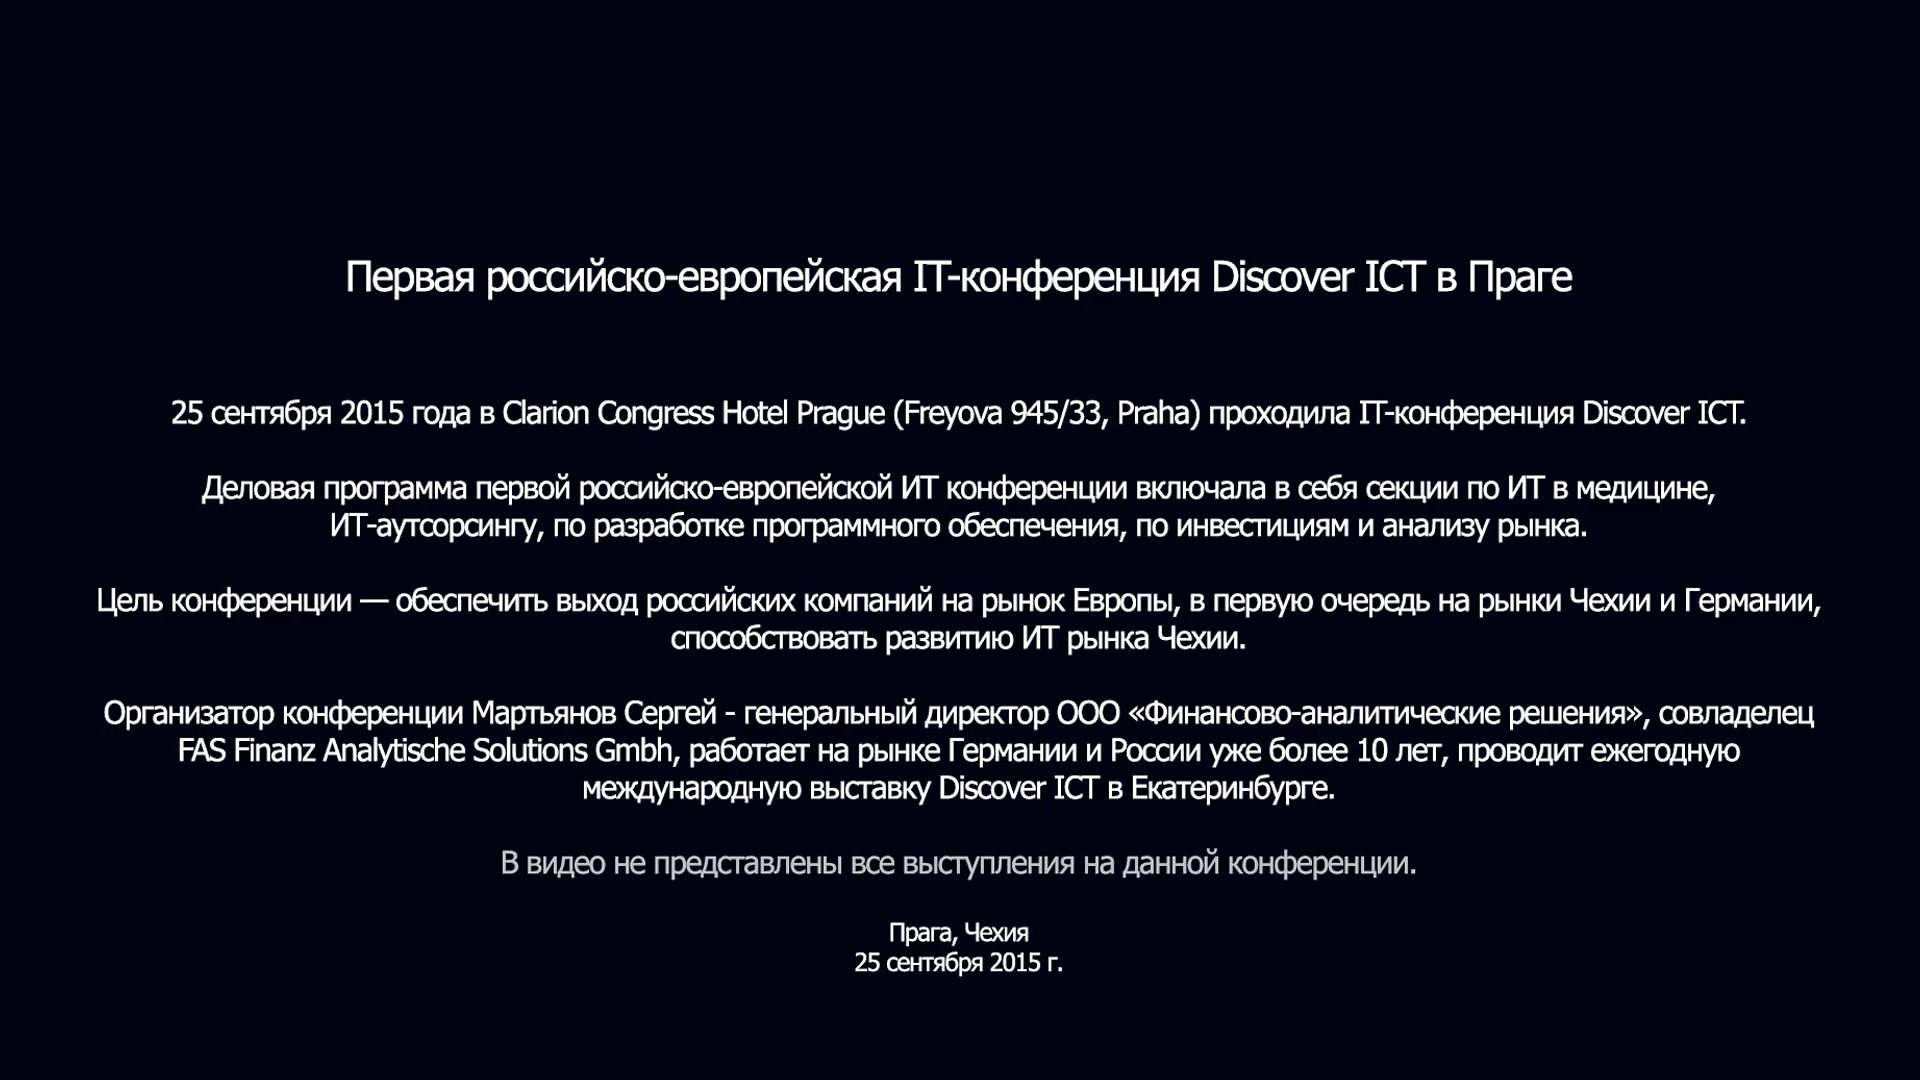 Первая российско-европейская IT-конференция Discover ICT в Праге
25 сентября 2015 года в Clarion Congress Hotel Prague (Freyova 945/33, Praha) проходила IT-конференция Discover ICT.
Деловая программа первой российско-европейской ИТ конференции включала в себя секции по ИТ в медицине,
ИТ-аутсорсингу, по разработке программного обеспечения, по инвестициям и анализу рынка.
Цель конференции — обеспечить выход российских компаний на рынок Европы, в первую очередь на рынки Чехии и Германии,
способствовать развитию ИТ рынка Чехии.
Организатор конференции Мартьянов Сергей - генеральный директор ООО «Финансово-аналитические решения», совладелец
FAS Finanz Analytische Solutions Gmbh, работает на рынке Германии и России уже более 10 лет, проводит ежегодную
международную выставку Discover ICT в Екатеринбурге.
В видео не представлены все выступления на данной конференции.
Прага, Чехия
25 сентября 2015 г.